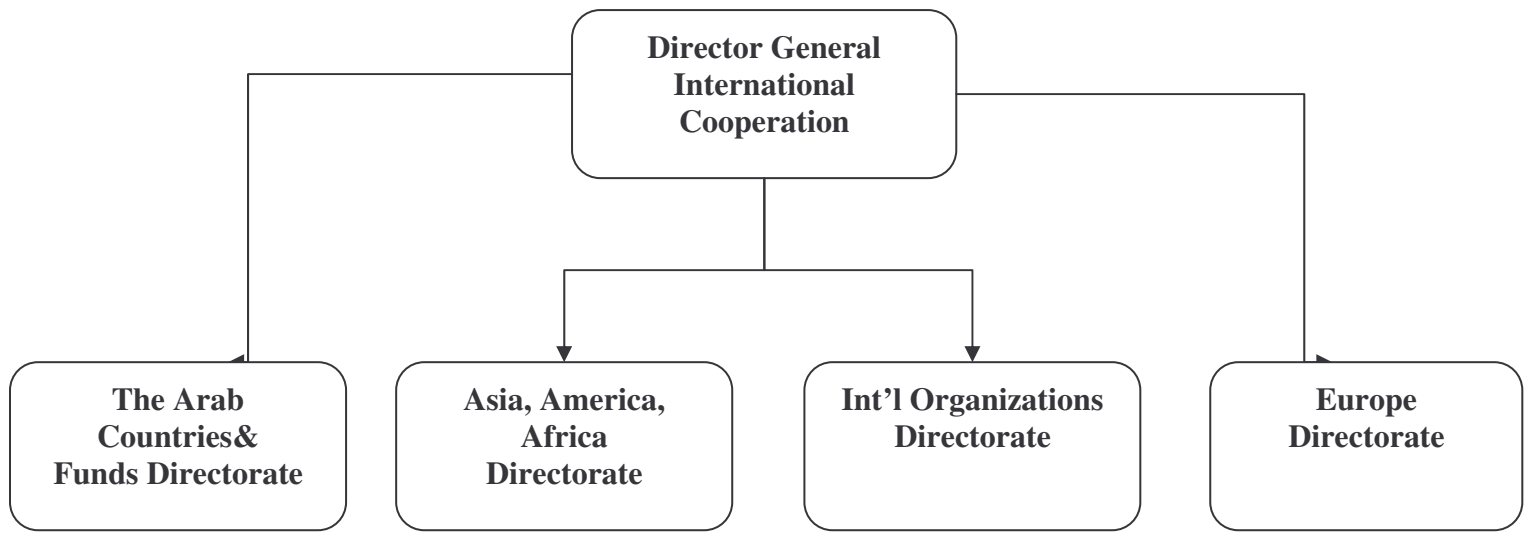 Director General
International
Cooperation
The Arab
Countries&
Funds Directorate
Asia, America,
Africa
Directorate
Int’l Organizations
Directorate
Europe
Directorate